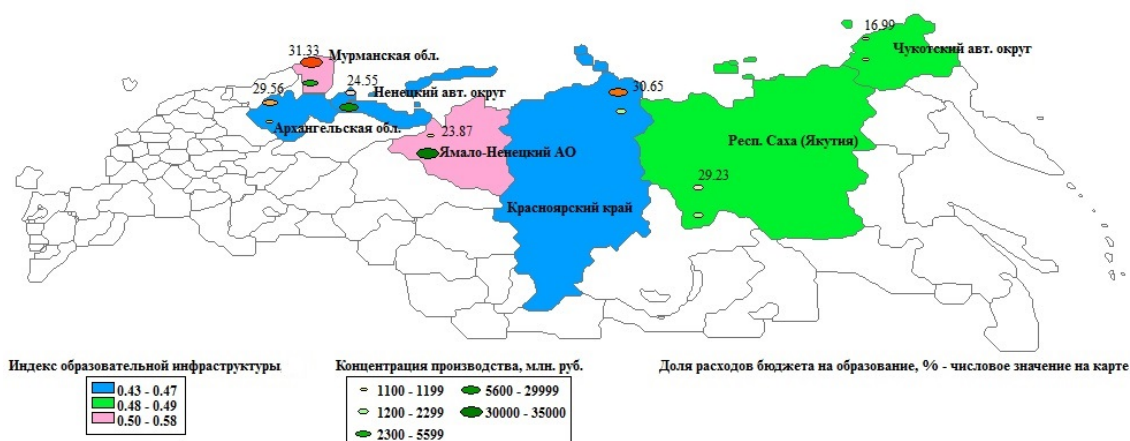 16.99
Чукотский авт. округ
31.33
Мурманская обл.
24.55
30.65
29.56
Ненецкий авт. округ
Архангельская обл.
23.87
Респ. Саха (Якутия)
Ямало-Ненецкий АО
29.23
Красноярский край
Индекс образовательной инфраструктуры
0.43 - 0.47
0.48 - 0.49
0.50 - 0.58
Концентрация производства, млн. руб.
1100 - 1199
1200 - 2299
2300 - 5599
5600 - 29999
30000 - 35000
Доля расходов бюджета на образование, % - числовое значение на карте